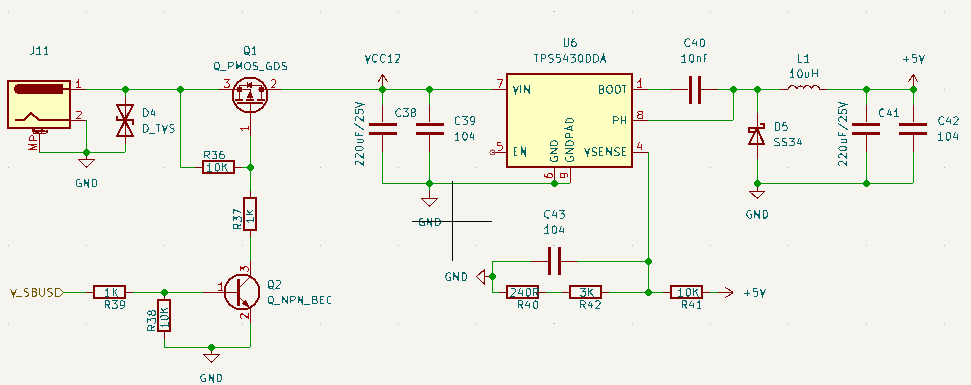 J11
1
2
MP
GND
D4
D_TVS
Q1
Q_PMOS_GDS
3
2
1
R36
10K
R37
1K
V_SBUS
1K
R39
R38
10K
1
3
2
Q2
Q_NPN_BEC
GND
VCC12
220uF/25V
C38
C39
104
GND
U6
TPS5430DDA
7
VIN
BOOT
1
PH
8
5
EN
GND
GNDPAD
VSENSE
4
6
9
C40
10nF
L1
10uH
+5V
D5
SS34
GND
220uF/25V
C41
C42
104
C43
104
GND
240R
R40
3K
R42
10K
R41
+5V